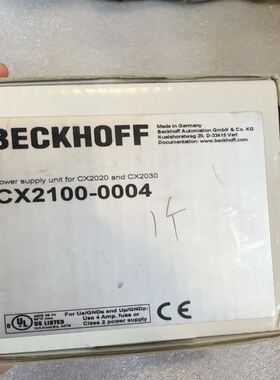 BECKHOFF
Made in Germany
Beckhoff Automation GmbH & Co. KG
Huelshorstweg 20, D-33415 Verl
Documentation: www.beckhoff.com
ower supply unit for CX2020 and CX2030
CX2100-0004
14
UL
US LISTED
For Us/GNDs and Up/GNDp:
Use 4 Amp. fuse or
Class 2 power supply
CE